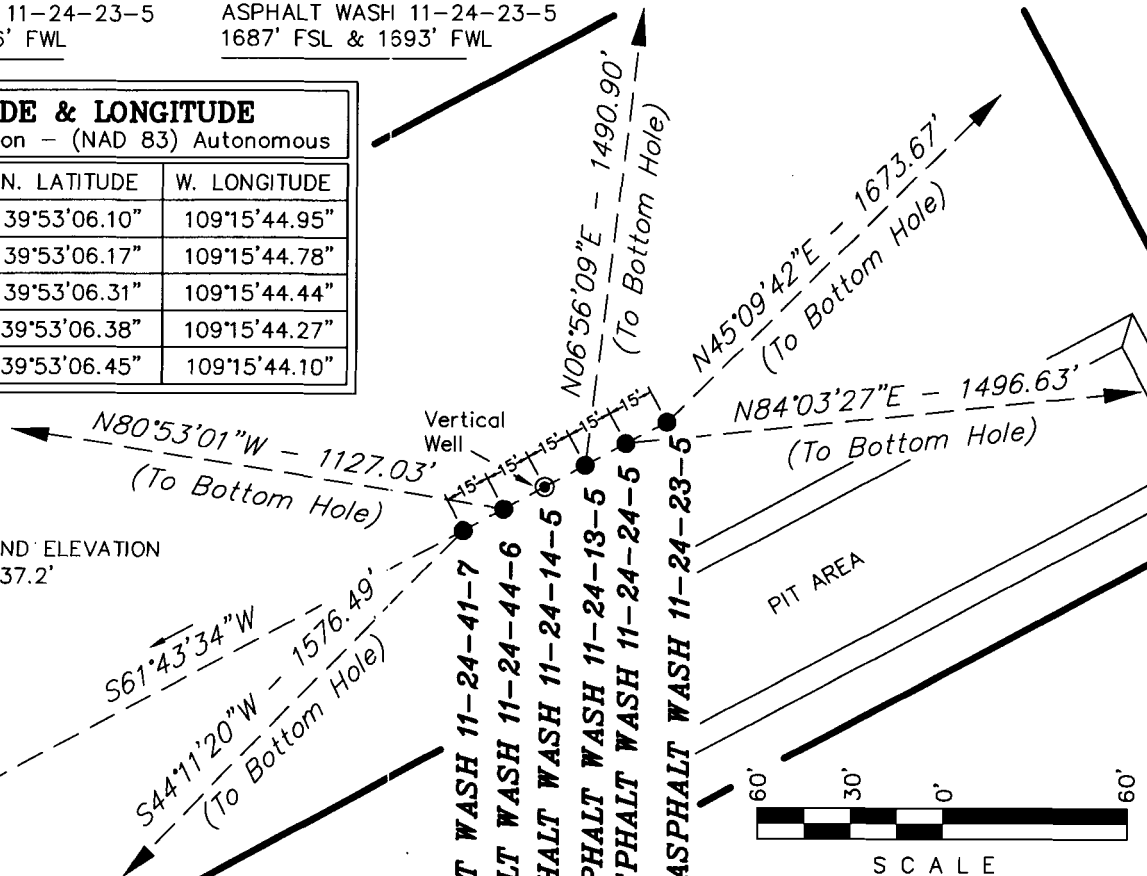 11-24-23-5
6' FWL
ASPHALT WASH 11-24-23-5
1687' FSL & 1693' FWL
DE & LONGITUDE
on – (NAD 83) Autonomous
N. LATITUDE W. LONGITUDE
39°53'06.10" 109°15'44.95"
39°53'06.17" 109°15'44.78"
39°53'06.31" 109°15'44.44"
39°53'06.38" 109°15'44.27"
39°53'06.45" 109°15'44.10"
N06°56'09"E – 1490.90'
(To Bottom Hole)
N45°09'42"E – 1673.67'
(To Bottom Hole)
N84°03'27"E – 1496.63'
(To Bottom Hole)
N80°53'01"W – 1127.03'
(To Bottom Hole)
Vertical
Well
15'
15'
15'
15'
15'
ND ELEVATION
37.2'
S61°43'34"W
S44°11'20"W – 1576.49'
(To Bottom Hole)
T WASH 11-24-41-7
LT WASH 11-24-44-6
HALT WASH 11-24-14-5
PHALT WASH 11-24-13-5
PHALT WASH 11-24-24-5
ASPHALT WASH 11-24-23-5
PIT AREA
60' 30' 0' 60'
SCALE